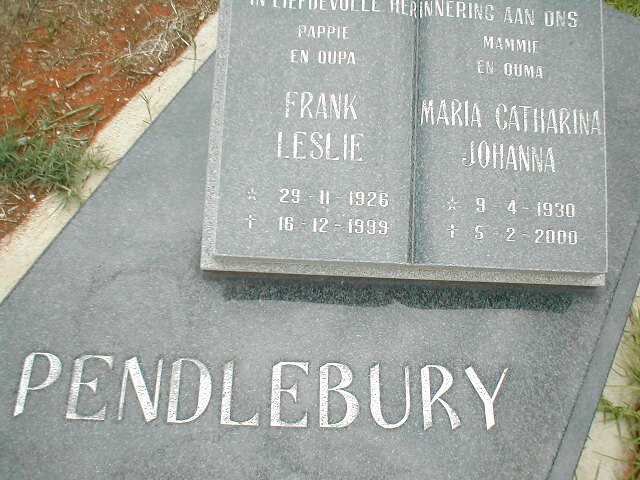 IN LIEFDEVOLLE HERINNERING AAN ONS
PAPPIE
EN OUPA
FRANK
LESLIE
☆ 29-11-1926
† 16-12-1999
MAMMIE
EN OUMA
MARIA CATHARINA
JOHANNA
☆ 9-4-1930
† 5-2-2000
PENDLEBURY